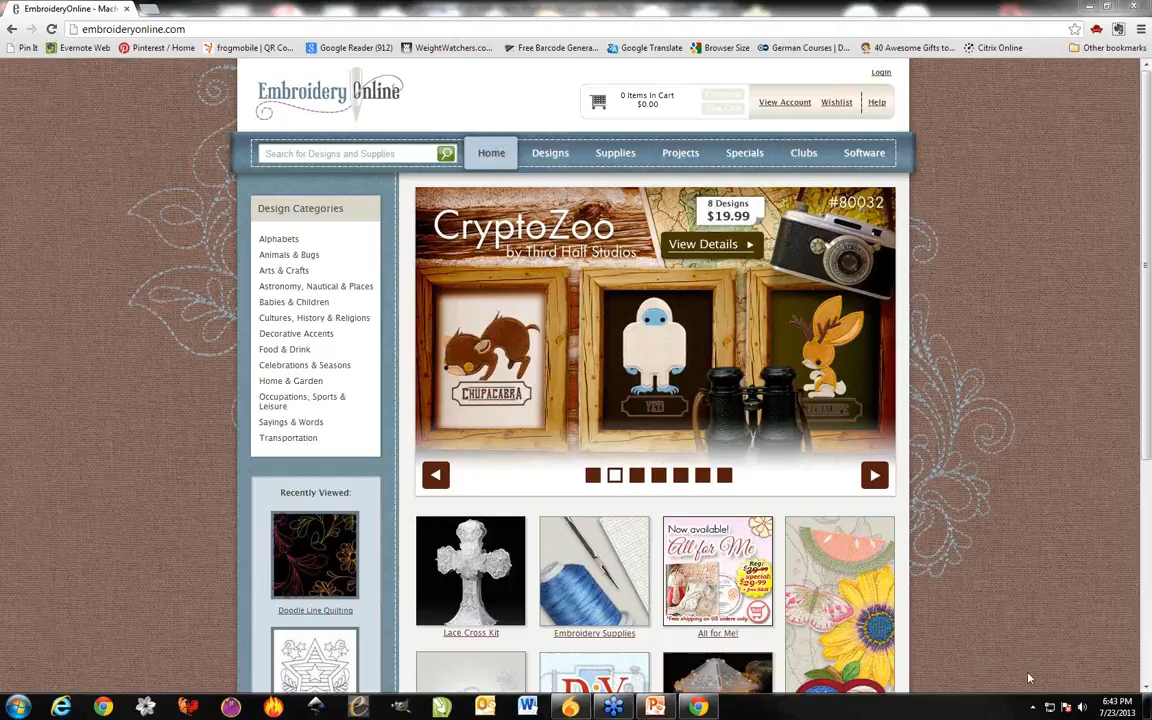 EmbroideryOnline - Mach
embroideryonline.com
Pin It
Evernote Web
Pinterest / Home
frogmobile | QR Co...
Google Reader (912)
WeightWatchers.co...
Free Barcode Genera...
Google Translate
Browser Size
German Courses | D...
40 Awesome Gifts to...
Citrix Online
Other bookmarks
Embroidery Online
Login
0 Items In Cart
$0.00
View Account
Wishlist
Help
Search for Designs and Supplies
Home
Designs
Supplies
Projects
Specials
Clubs
Software
Design Categories
Alphabets
Animals & Bugs
Arts & Crafts
Astronomy, Nautical & Places
Babies & Children
Cultures, History & Religions
Decorative Accents
Food & Drink
Celebrations & Seasons
Home & Garden
Occupations, Sports &
Leisure
Sayings & Words
Transportation
CryptoZoo
by Third Half Studios
8 Designs
$19.99
View Details
#80032
CHUPACABRA
YETI
Recently Viewed:
Doodle Line Quilting
Lace Cross Kit
Embroidery Supplies
Now available!
All for Me
Reg:
39.99
special:
$29.99
+ free S&H
*Free shipping on US orders only.
All for Me!
DIY
6:43 PM
7/23/2013